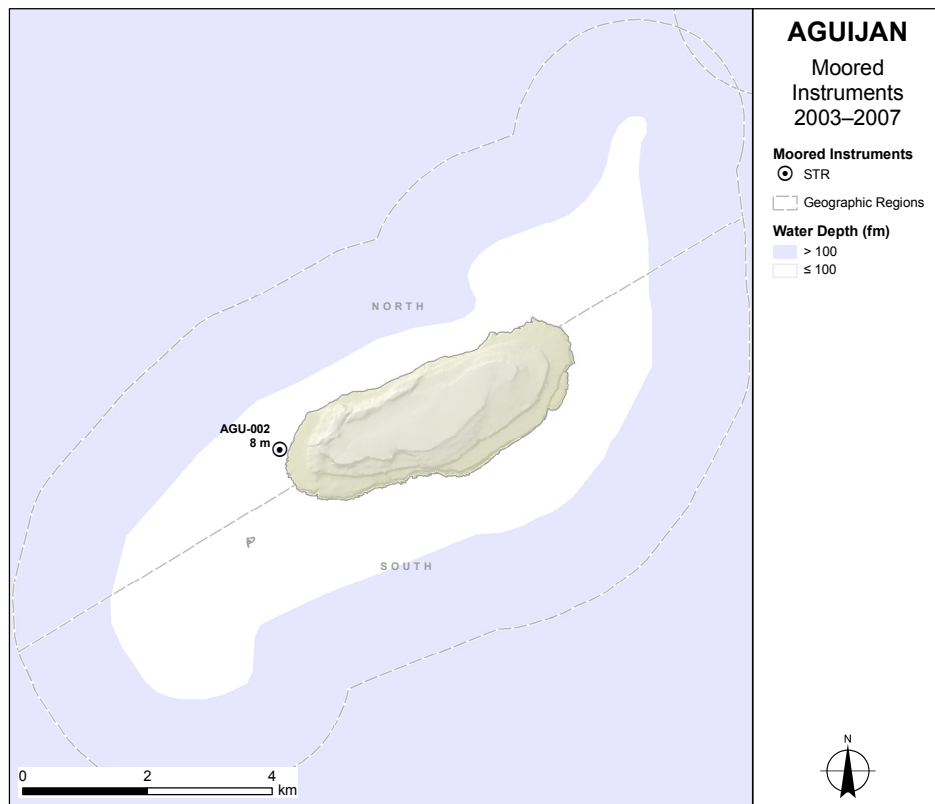 AGUIJAN
Moored
Instruments
2003–2007
Moored Instruments
STR
Geographic Regions
Water Depth (fm)
> 100
≤ 100
NORTH
AGU-002
8 m
SOUTH
0 2 4
km
N